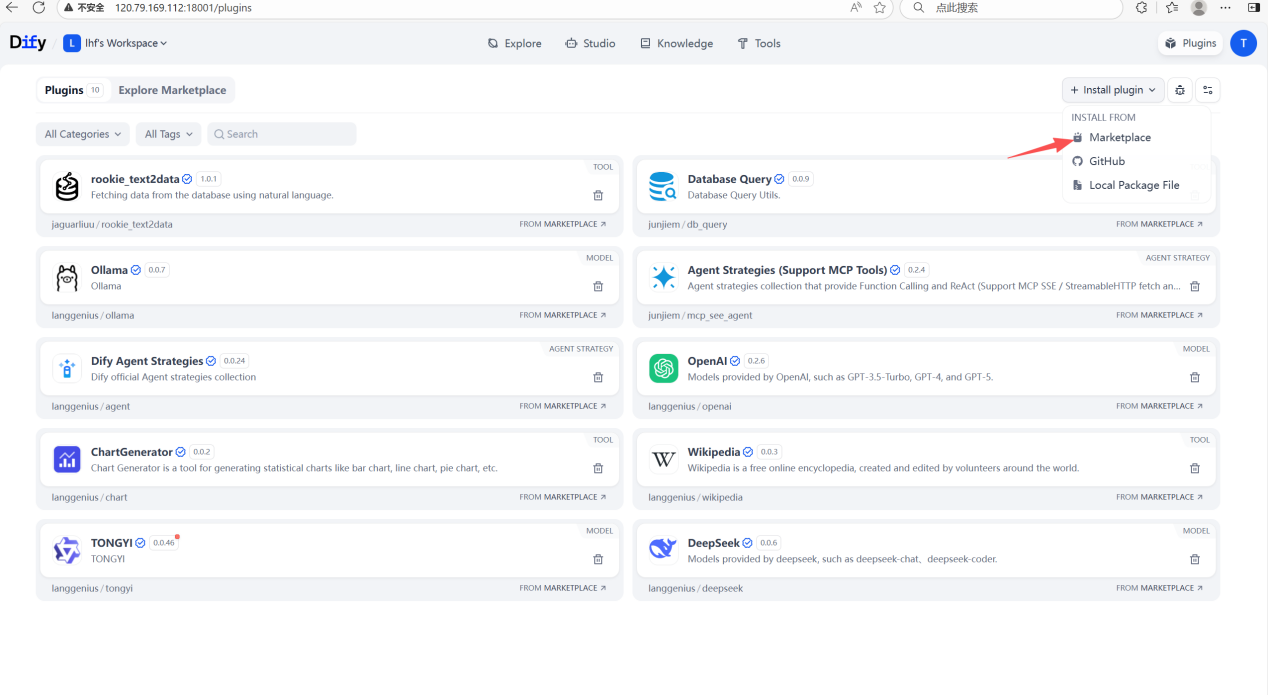 不安全 120.79.169.112:18001/plugins 点此搜索
Dify / L lhf's Workspace Explore Studio Knowledge Tools Plugins T
Plugins 10 Explore Marketplace + Install plugin
INSTALL FROM
Marketplace
GitHub
Local Package File
All Categories All Tags Search
TOOL
rookie_text2data 1.0.1
Fetching data from the database using natural language.
jaguarliuu / rookie_text2data FROM MARKETPLACE
Database Query 0.0.9
Database Query Utils.
junjiem / db_query FROM MARKETPLACE
MODEL
Ollama 0.0.7
Ollama
langgenius / ollama FROM MARKETPLACE
AGENT STRATEGY
Agent Strategies (Support MCP Tools) 0.2.4
Agent strategies collection that provide Function Calling and ReAct (Support MCP SSE / StreamableHTTP fetch an...
junjiem / mcp_see_agent FROM MARKETPLACE
AGENT STRATEGY
Dify Agent Strategies 0.0.24
Dify official Agent strategies collection
langgenius / agent FROM MARKETPLACE
MODEL
OpenAI 0.2.6
Models provided by OpenAI, such as GPT-3.5-Turbo, GPT-4, and GPT-5.
langgenius / openai FROM MARKETPLACE
TOOL
ChartGenerator 0.0.2
Chart Generator is a tool for generating statistical charts like bar chart, line chart, pie chart, etc.
langgenius / chart FROM MARKETPLACE
TOOL
Wikipedia 0.0.3
Wikipedia is a free online encyclopedia, created and edited by volunteers around the world.
langgenius / wikipedia FROM MARKETPLACE
MODEL
TONGYI 0.0.46
TONGYI
langgenius / tongyi FROM MARKETPLACE
MODEL
DeepSeek 0.0.6
Models provided by deepseek, such as deepseek-chat、deepseek-coder.
langgenius / deepseek FROM MARKETPLACE